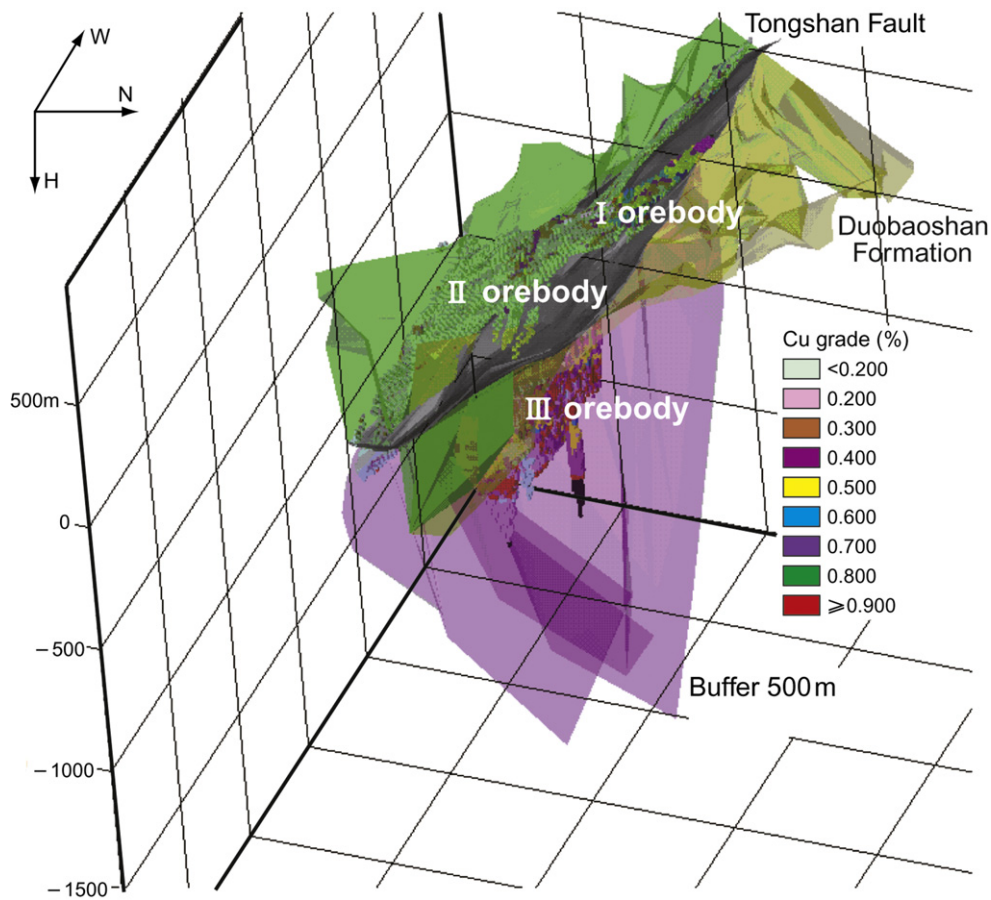 Tongshan Fault
W
N
H
I orebody
Duobaoshan
Formation
II orebody
Cu grade (%)
<0.200
0.200
500m
III orebody
0.300
0.400
0.500
0
0.600
0.700
0.800
⩾0.900
−500
Buffer 500m
−1000
−1500